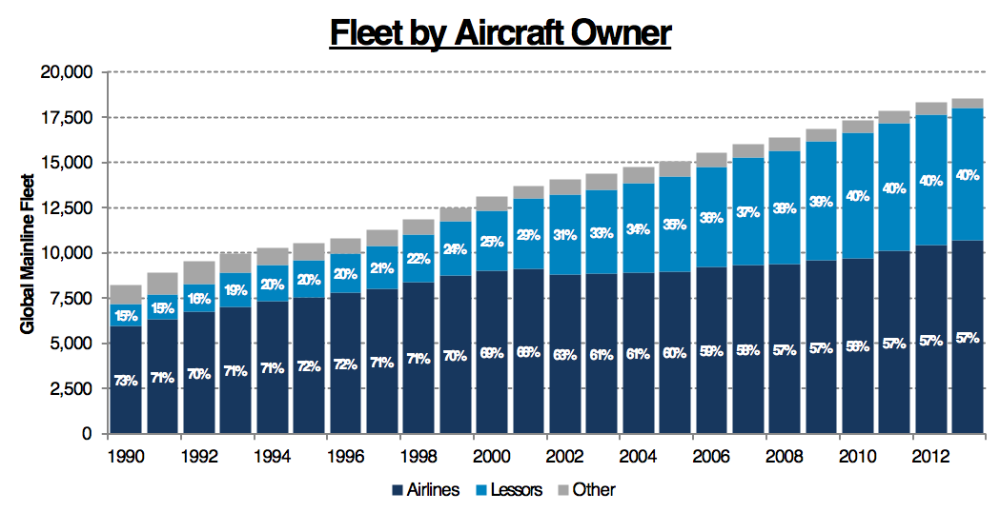 Fleet by Aircraft Owner
Global Mainline Fleet
20,000
17,500
15,000
12,500
10,000
7,500
5,000
2,500
0
15% 15% 16% 19% 20% 20% 20% 21% 22% 24% 25% 29% 31% 33% 34% 35% 36% 37% 38% 39% 40% 40% 40% 40%
73% 71% 70% 71% 71% 72% 72% 71% 71% 70% 69% 66% 63% 61% 61% 60% 59% 58% 57% 57% 56% 57% 57% 57%
1990 1992 1994 1996 1998 2000 2002 2004 2006 2008 2010 2012
Airlines Lessors Other